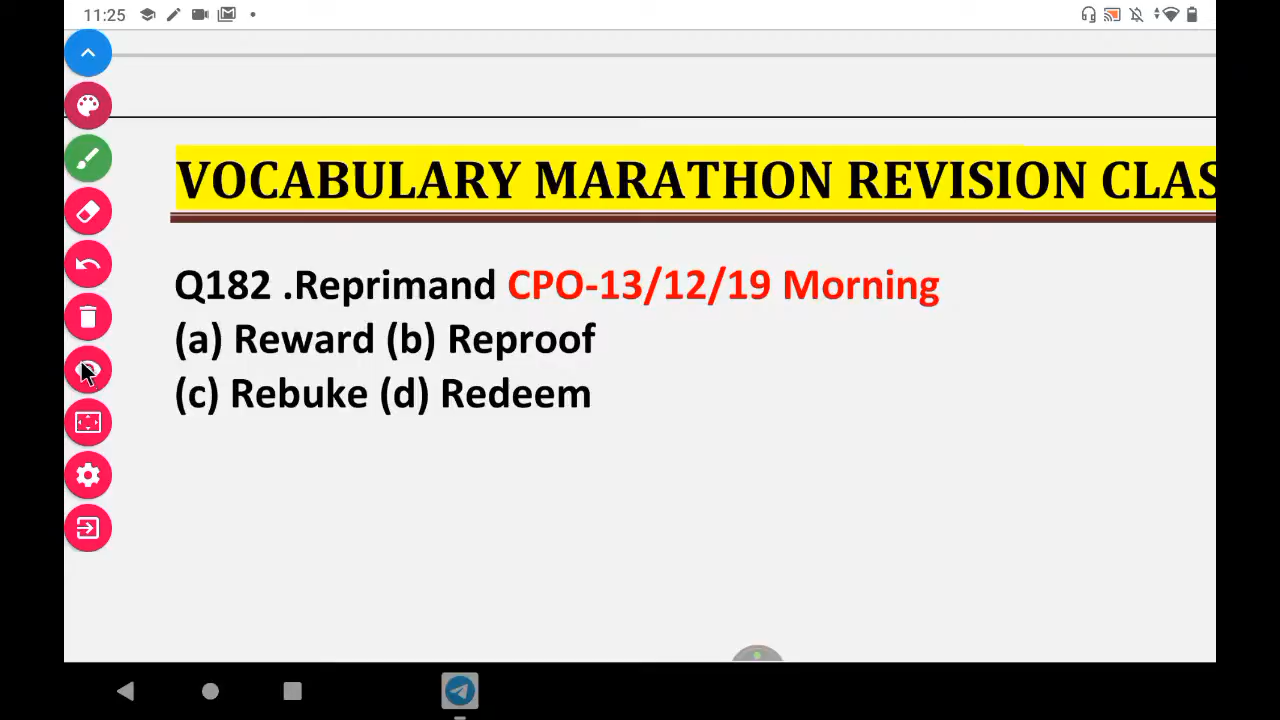 11:25
VOCABULARY MARATHON REVISION CLAS
Q182 .Reprimand CPO-13/12/19 Morning
(a) Reward (b) Reproof
(c) Rebuke (d) Redeem